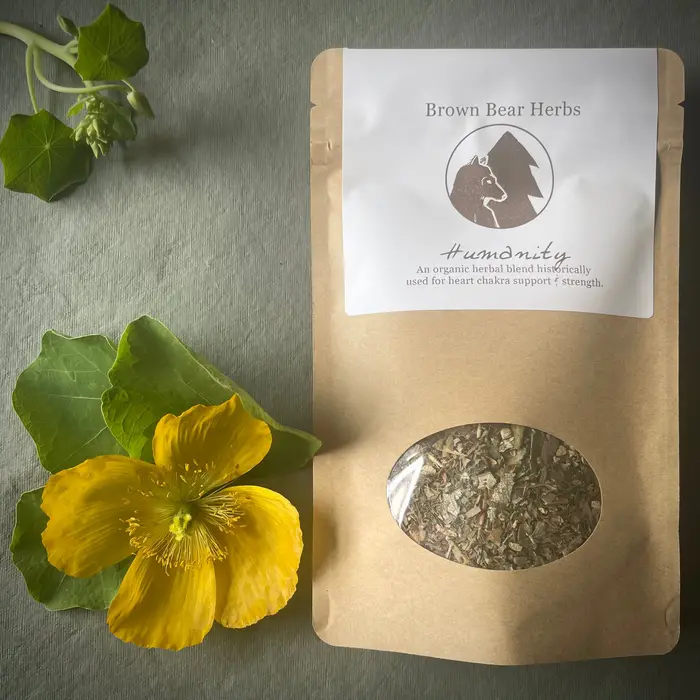 Brown Bear Herbs
Humanity
An organic herbal blend historically
used for heart chakra support & strength.